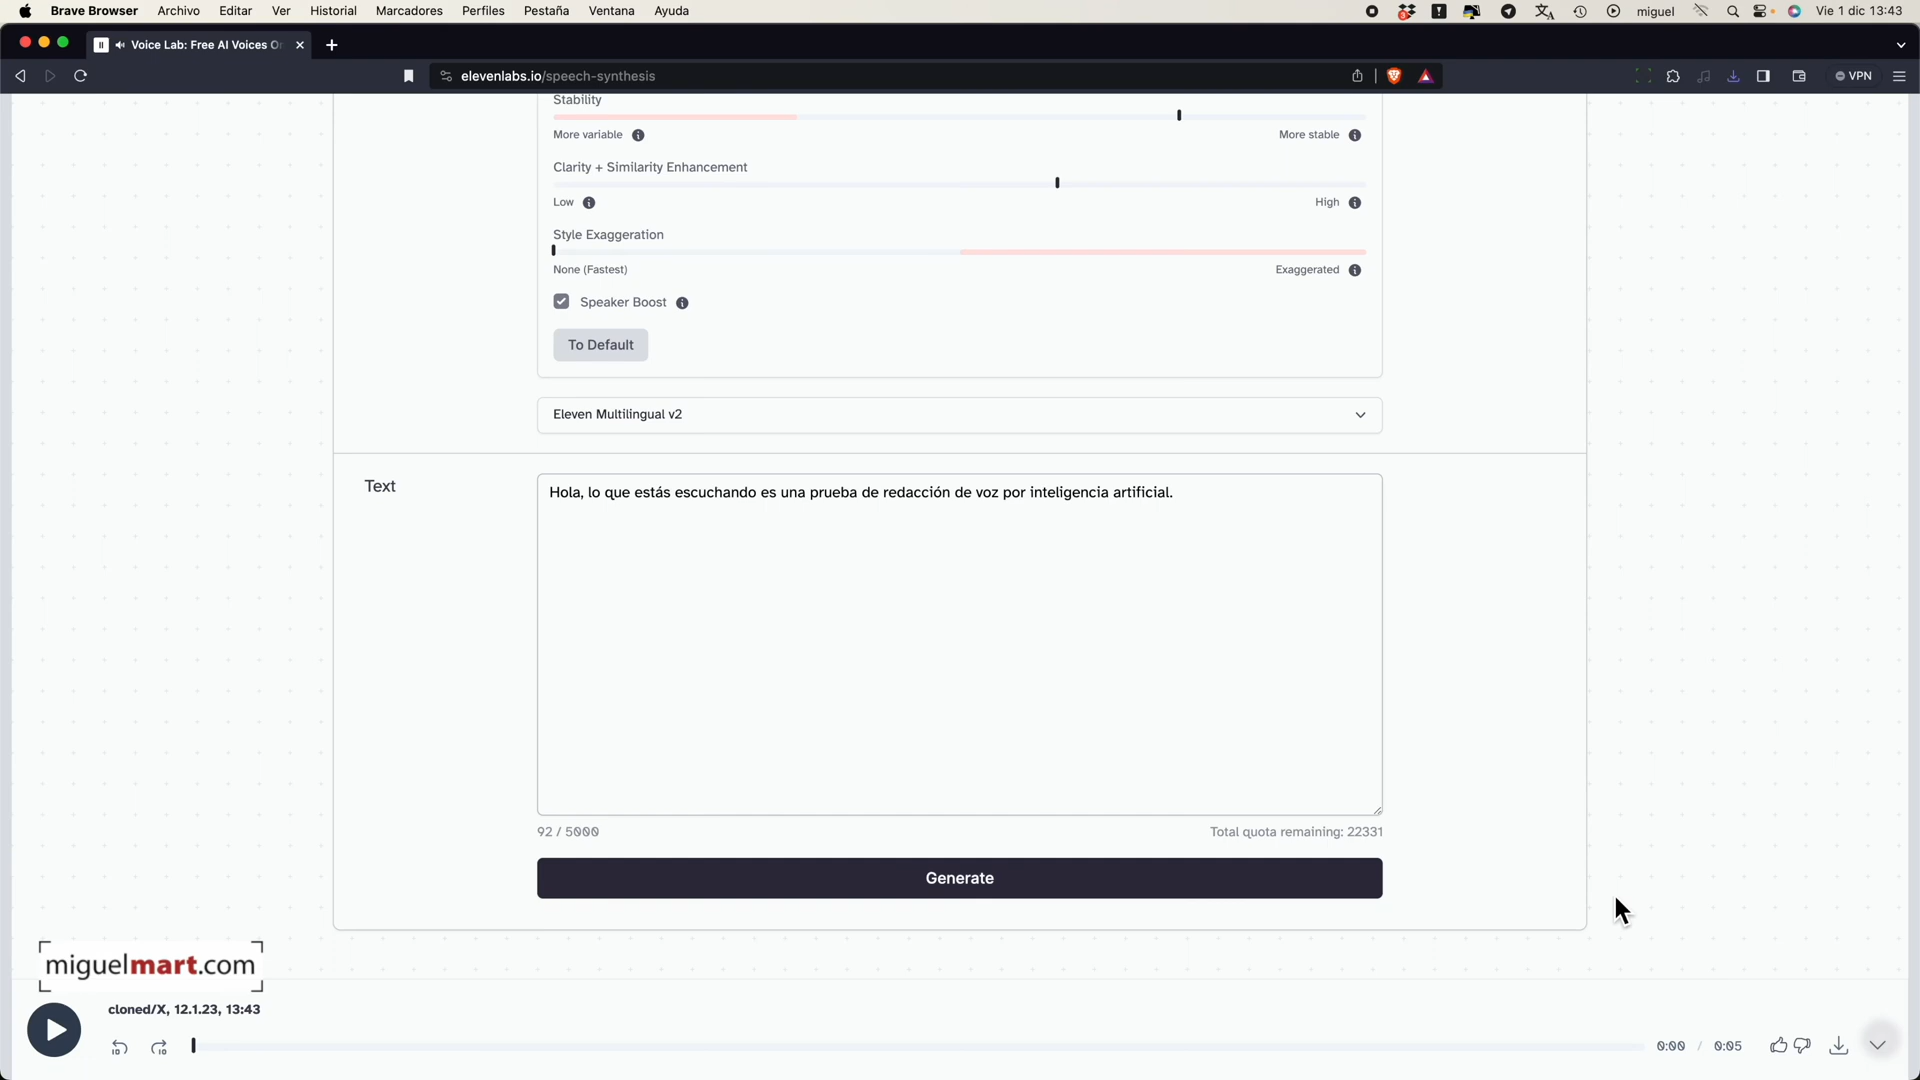 Brave Browser Archivo Editar Ver Historial Marcadores Perfiles Pestaña Ventana Ayuda miguel Vie 1 dic 13:43
Voice Lab: Free AI Voices On
elevenlabs.io/speech-synthesis VPN
Stability
More variable More stable
Clarity + Similarity Enhancement
Low High
Style Exaggeration
None (Fastest) Exaggerated
Speaker Boost
To Default
Eleven Multilingual v2
Text
Hola, lo que estás escuchando es una prueba de redacción de voz por inteligencia artificial.
92 / 5000 Total quota remaining: 22331
Generate
miguelmart.com
cloned/X, 12.1.23, 13:43
10 10 0:00 / 0:05